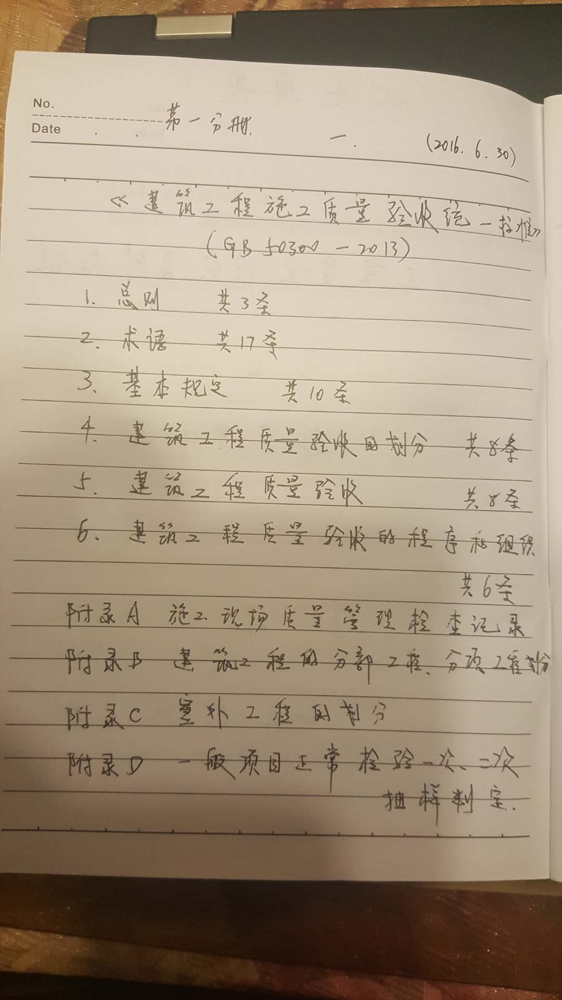 No.
Date
第一分册.
一.
(2016.6.30)
《建筑工程施工质量验收统一标准》
(GB 50300-2013)
1. 总则 共3条
2. 术语 共17条
3、基本规定 共10条
4. 建筑工程质量验收的划分 共8条
5. 建筑工程质量验收 共8条
6. 建筑工程质量验收的程序和组织
共6条
附录A 施工现场质量管理检查记录
附录B 建筑工程的分部工程、分项工程划分
附录C 室外工程的划分
附录D 一般项目正常检验一次、二次
抽样判定.